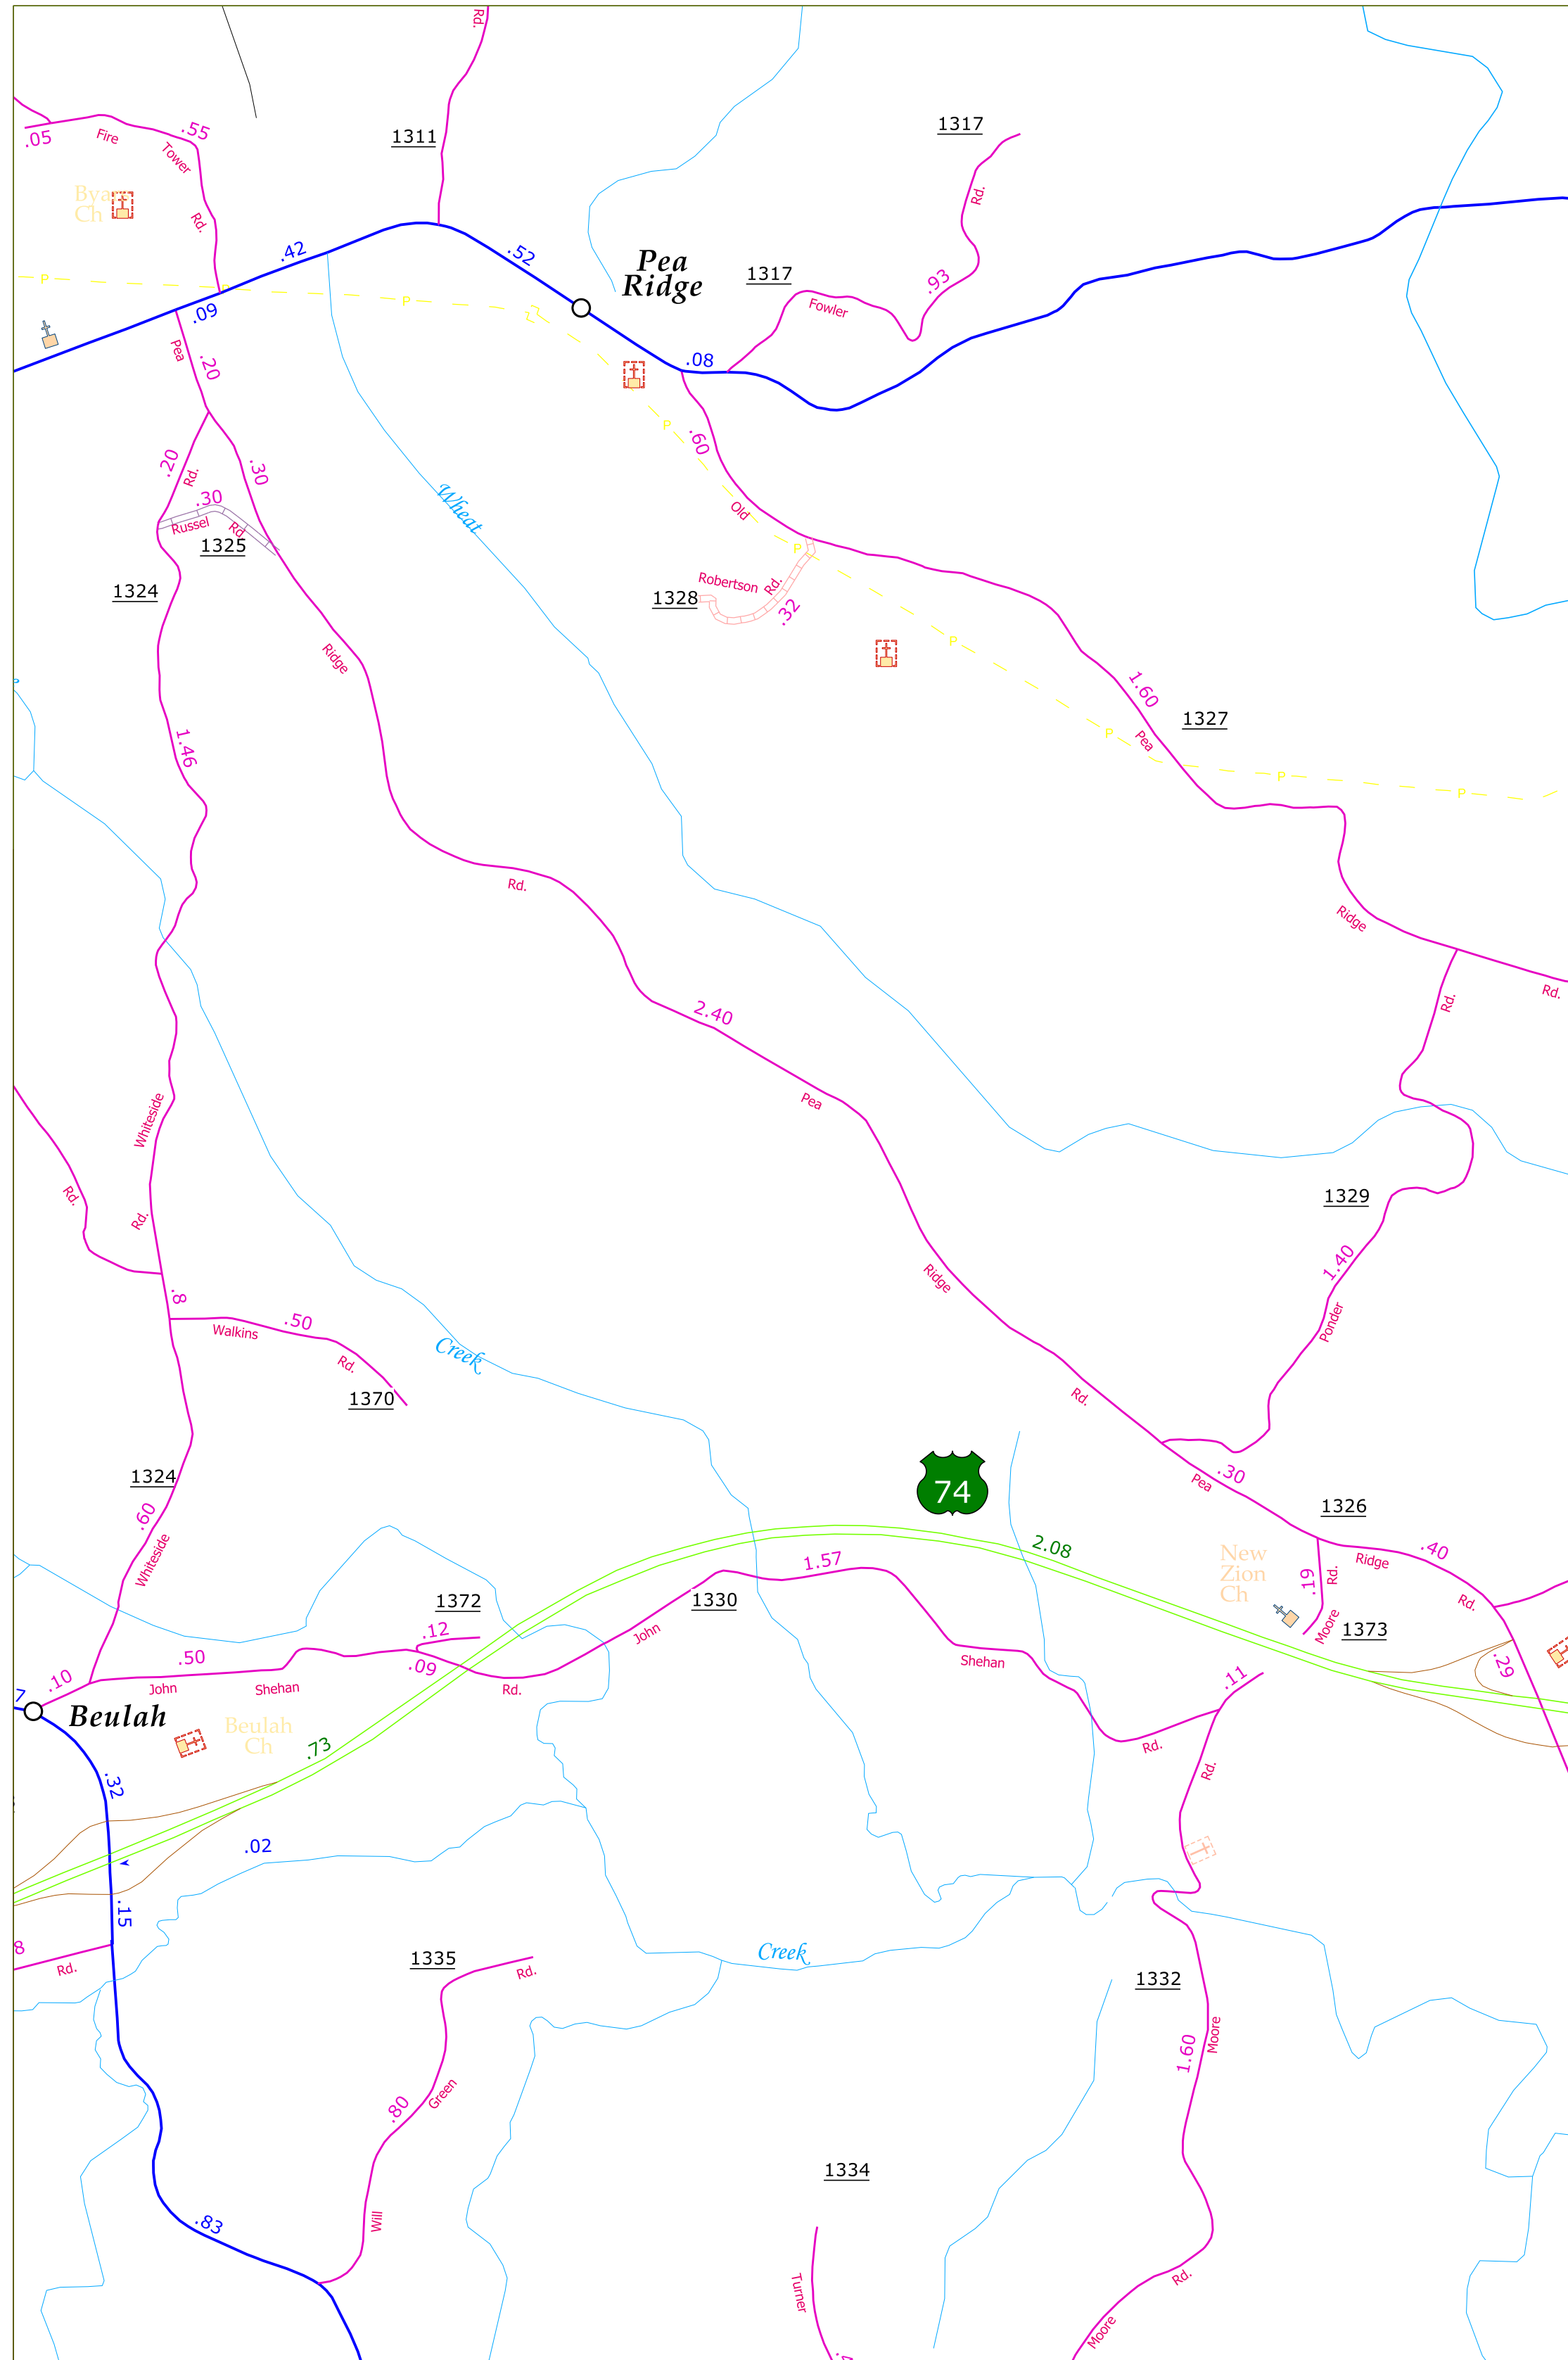 Rd.
1311
1317
.05
Fire
.55
Tower
Rd.
Rd.
Ch
.42
.52
Pea
Ridge
1317
.93
Fowler
P
P
.09
.08
Pea
.20
.60
P
.20
Rd.
.30
.30
Russel
Rd
1325
Wheat
Old
P
1324
Robertson
Rd.
1328
.32
P
Ridge
1.60
1327
Pea
P
1.46
P
P
Rd.
Ridge
Rd.
Rd.
2.40
Pea
Whiteside
Rd.
Rd.
1329
1.40
Ridge
Ponder
.8
.50
Walkins
Rd.
Creek
1370
Rd.
1324
74
.30
Pea
1326
.60
Whiteside
2.08
.40
Ridge
New
Zion
Ch
.19
Rd.
Rd.
1.57
1372
1330
.12
John
Moore
1373
.50
.09
Shehan
.29
.10
John
Shehan
Rd.
.11
7
Beulah
Beulah
Ch
.73
Rd.
Rd.
.32
.02
.15
8
Rd.
Creek
1335
Rd.
1332
Moore
1.60
.80
Green
1334
.83
Will
Turner
Rd.
Moore